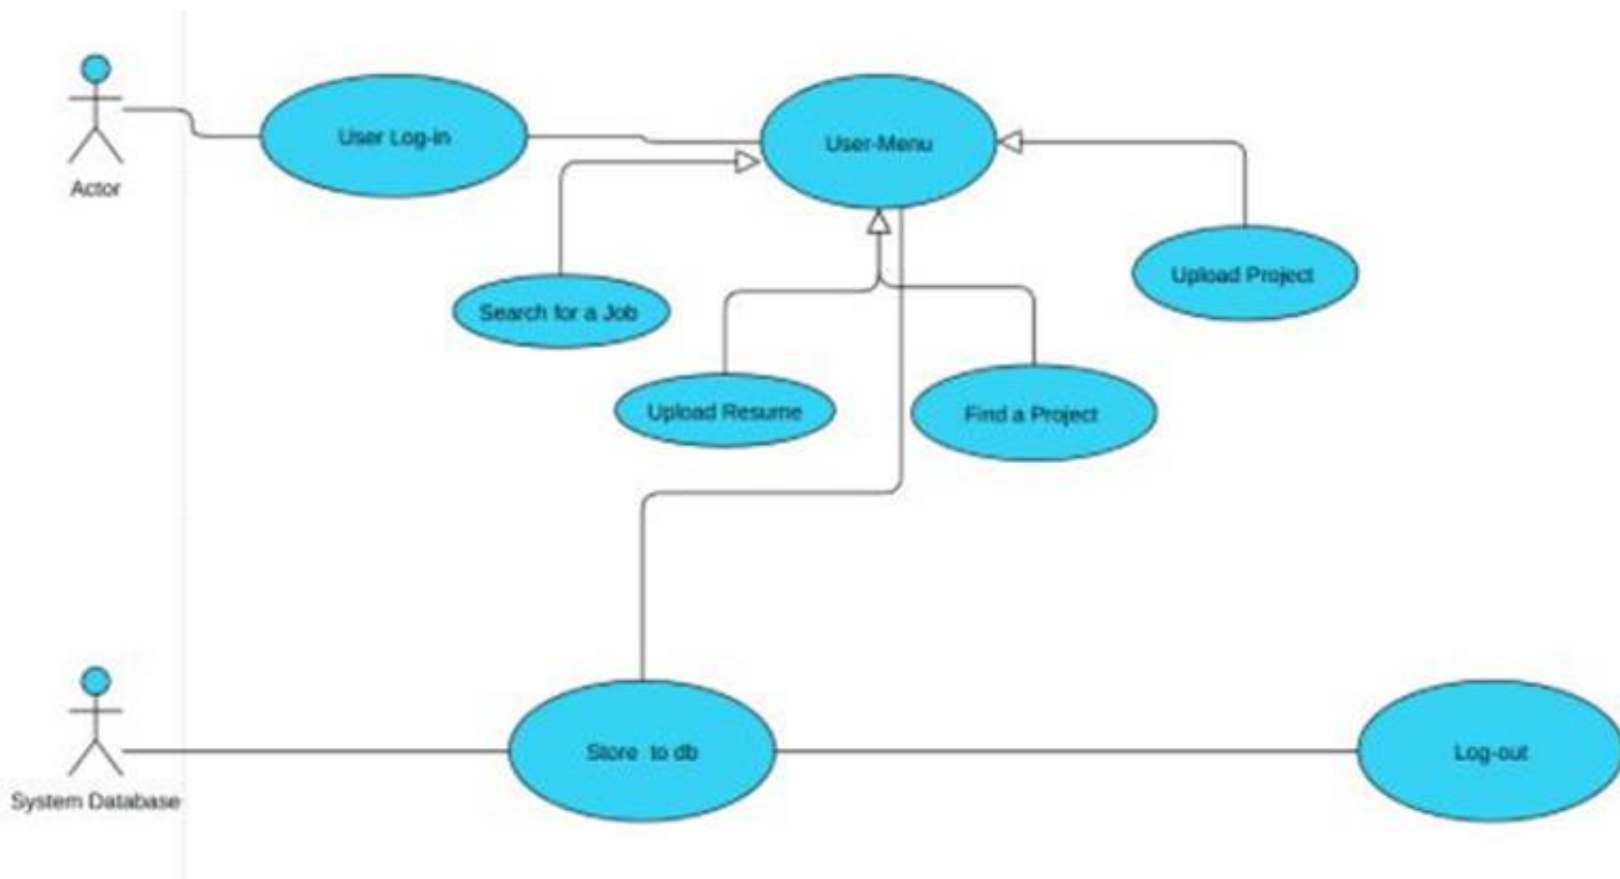 User Log-in
User-Menu
Actor
Upload Project
Search for a Job
Upload Resume
Find a Project
Store to db
Log-out
System Database